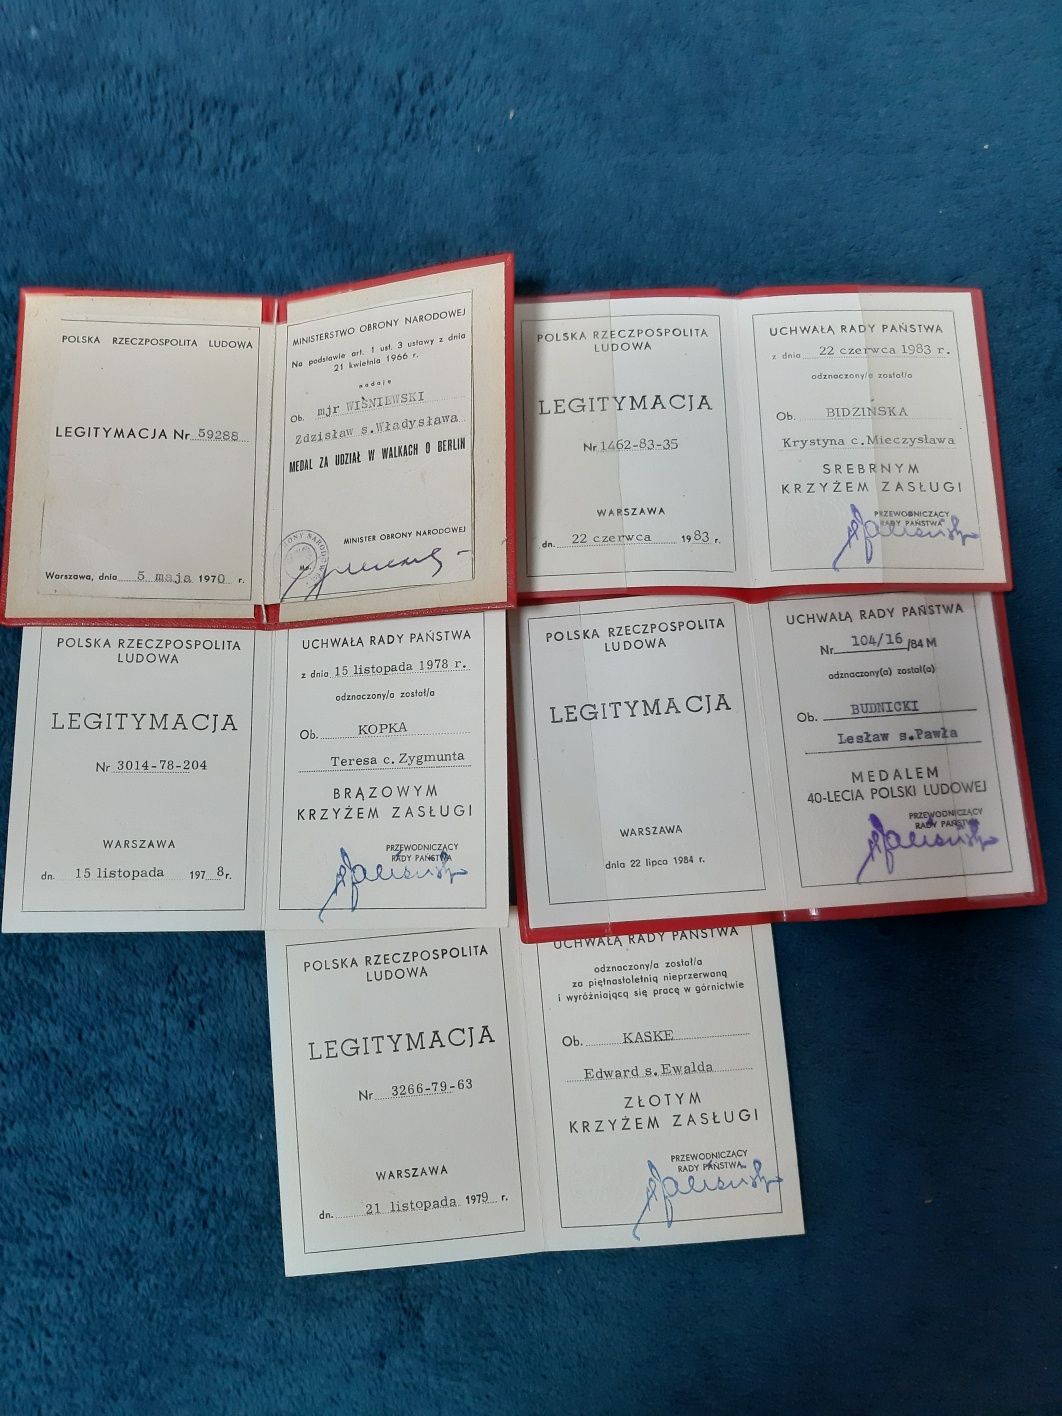 POLSKA RZECZPOSPOLITA LUDOWA
LEGITYMACJA Nr 59288
Warszawa, dnia 5 maja 1970 r.
MINISTERSTWO OBRONY NARODOWEJ
Na podstawie art. 1 ust. 3 ustawy z dnia
21 kwietnia 1966 r.
nadaje
Ob. mjr WIŚNIEWSKI
Zdzisław s.Władysława
MEDAL ZA UDZIAŁ W WALKACH O BERLIN
MINISTER OBRONY NARODOWEJ
POLSKA RZECZPOSPOLITA
LUDOWA
LEGITYMACJA
Nr 1462-83-35
WARSZAWA
dn. 22 czerwca 1983 r.
UCHWAŁĄ RADY PAŃSTWA
z dnia 22 czerwca 1983 r.
odznaczony/a został/a
Ob. BIDZIŃSKA
Krystyna c.Mieczysława
SREBRNYM
KRZYŻEM ZASŁUGI
PRZEWODNICZĄCY
RADY PAŃSTWA
POLSKA RZECZPOSPOLITA
LUDOWA
LEGITYMACJA
Nr 3014-78-204
WARSZAWA
dn. 15 listopada 1978 r.
UCHWAŁĄ RADY PAŃSTWA
z dnia 15 listopada 1978 r.
odznaczony/a został/a
Ob. KOPKA
Teresa c. Zygmunta
BRĄZOWYM
KRZYŻEM ZASŁUGI
PRZEWODNICZĄCY
RADY PAŃSTWA
POLSKA RZECZPOSPOLITA
LUDOWA
LEGITYMACJA
WARSZAWA
dnia 22 lipca 1984 r.
UCHWAŁĄ RADY PAŃSTWA
Nr 104/16 /84 M
odznaczony(a) został(a)
Ob. BUDNICKI
Lesław s.Pawła
MEDALEM
40-LECIA POLSKI LUDOWEJ
PRZEWODNICZĄCY
RADY PAŃSTWA
POLSKA RZECZPOSPOLITA
LUDOWA
LEGITYMACJA
Nr 3266-79-63
WARSZAWA
dn. 21 listopada 1979 r.
UCHWAŁĄ RADY PAŃSTWA
odznaczony/a został/a
za piętnastoletnią nieprzerwaną
i wyróżniającą się pracę w górnictwie
Ob. KASKE
Edward s. Ewalda
ZŁOTYM
KRZYŻEM ZASŁUGI
PRZEWODNICZĄCY
RADY PAŃSTWA